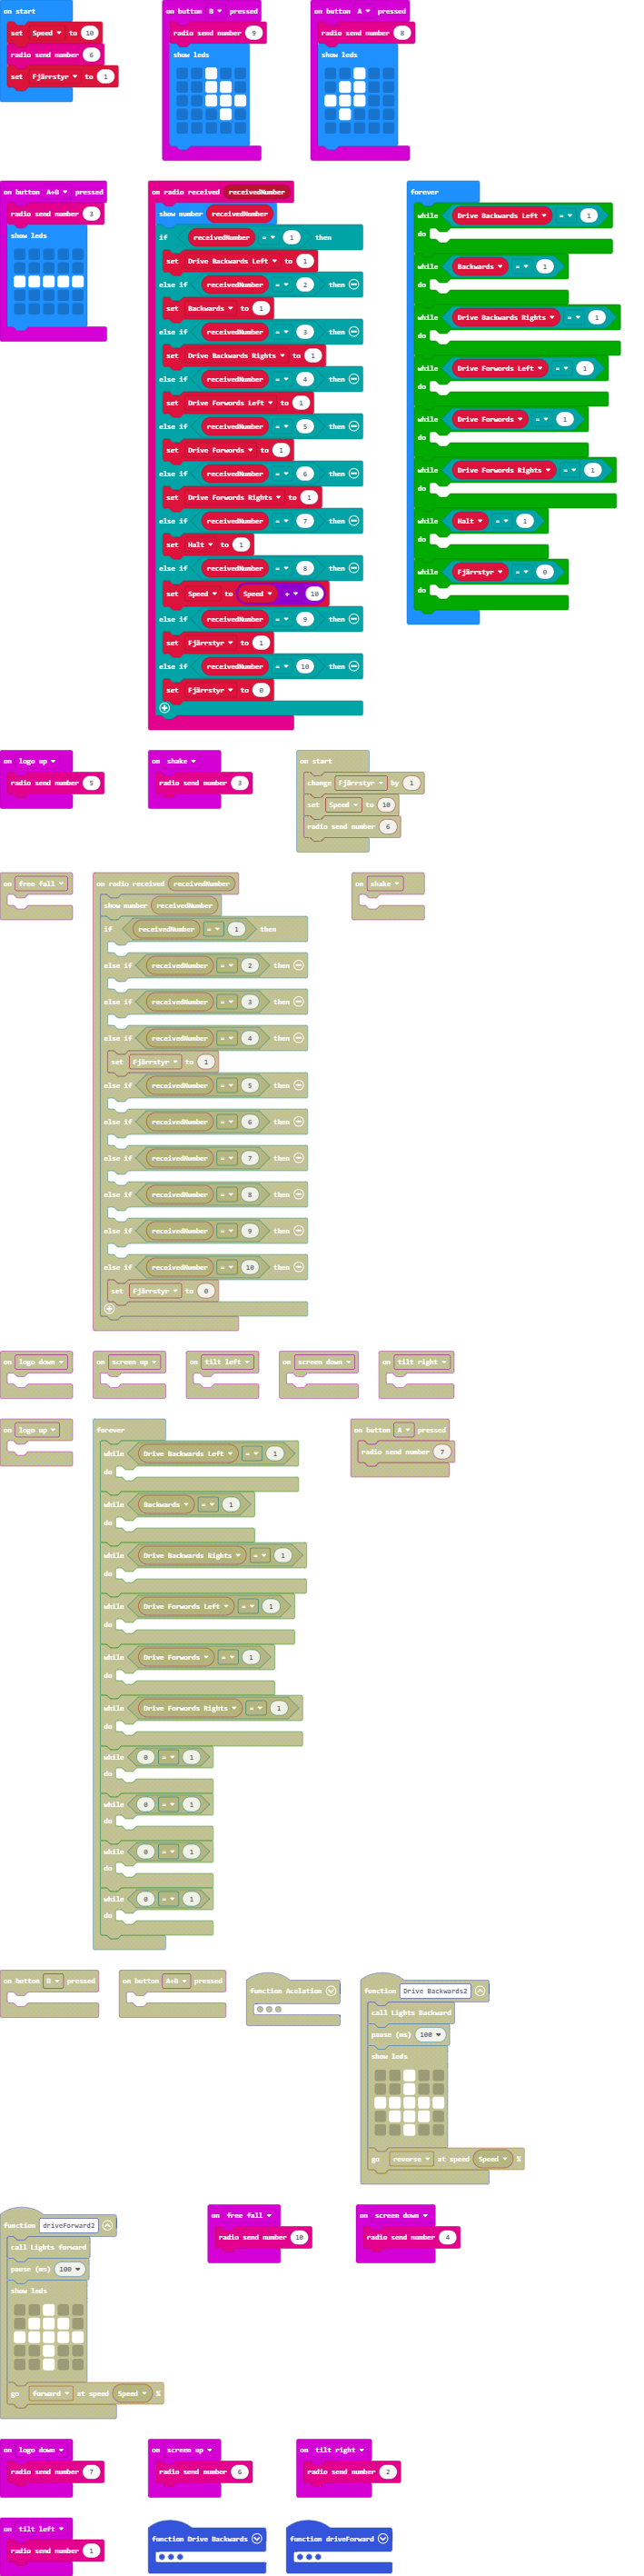 on start
set Speed to 10
radio send number 6
set Fjärrstyr to 1
on button B pressed
radio send number 9
show leds
on button A pressed
radio send number 8
show leds
on button A+B pressed
radio send number 3
show leds
on radio received receivedNumber
show number receivedNumber
if receivedNumber = 1 then
set Drive Backwards Left to 1
else if receivedNumber = 2 then
set Backwards to 1
else if receivedNumber = 3 then
set Drive Backwards Rights to 1
else if receivedNumber = 4 then
set Drive Forwords Left to 1
else if receivedNumber = 5 then
set Drive Forwords to 1
else if receivedNumber = 6 then
set Drive Forwords Rights to 1
else if receivedNumber = 7 then
set Halt to 1
else if receivedNumber = 8 then
set Speed to Speed + 10
else if receivedNumber = 9 then
set Fjärrstyr to 1
else if receivedNumber = 10 then
set Fjärrstyr to 0
forever
while Drive Backwards Left = 1
do
while Backwards = 1
do
while Drive Backwards Rights = 1
do
while Drive Forwords Left = 1
do
while Drive Forwords = 1
do
while Drive Forwords Rights = 1
do
while Halt = 1
do
while Fjärrstyr = 0
do
on logo up
radio send number 5
on shake
radio send number 3
on start
change Fjärrstyr by 1
set Speed to 10
radio send number 6
on free fall
on radio received receivedNumber
show number receivedNumber
if receivedNumber = 1 then
else if receivedNumber = 2 then
else if receivedNumber = 3 then
else if receivedNumber = 4 then
set Fjärrstyr to 1
else if receivedNumber = 5 then
else if receivedNumber = 6 then
else if receivedNumber = 7 then
else if receivedNumber = 8 then
else if receivedNumber = 9 then
else if receivedNumber = 10 then
set Fjärrstyr to 0
on shake
on logo down
on screen up
on tilt left
on screen down
on tilt right
on logo up
forever
while Drive Backwards Left = 1
do
while Backwards = 1
do
while Drive Backwards Rights = 1
do
while Drive Forwords Left = 1
do
while Drive Forwords = 1
do
while Drive Forwords Rights = 1
do
while 0 = 1
do
while 0 = 1
do
while 0 = 1
do
while 0 = 1
do
on button A pressed
radio send number 7
on button B pressed
on button A+B pressed
function Acelation
function Drive Backwards2
call Lights Backward
pause (ms) 100
show leds
go reverse at speed Speed %
function driveForward2
call Lights forward
pause (ms) 100
show leds
go forward at speed Speed %
on free fall
radio send number 10
on screen down
radio send number 4
on logo down
radio send number 7
on screen up
radio send number 6
on tilt right
radio send number 2
on tilt left
radio send number 1
function Drive Backwards
function driveForward